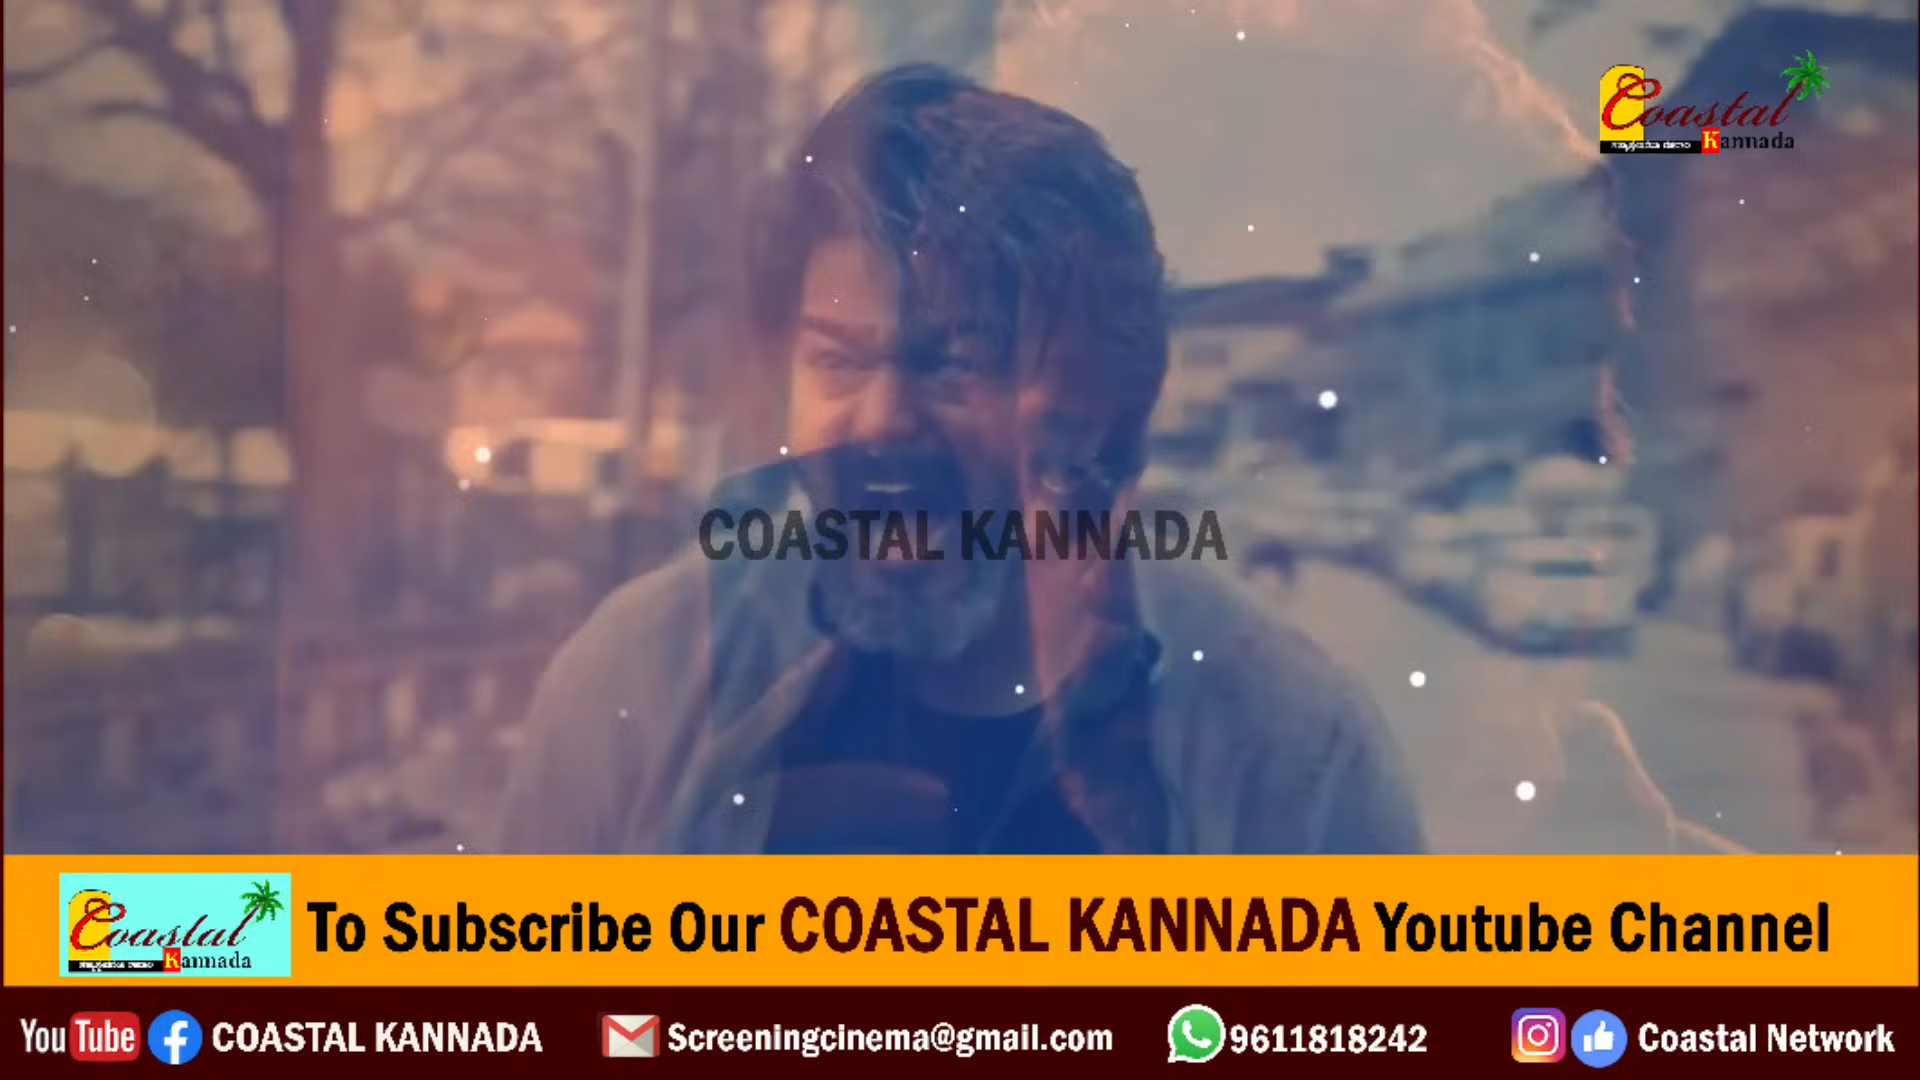 Coastal
Kannada
COASTAL KANNADA
Coastal
Kannada
To Subscribe Our COASTAL KANNADA Youtube Channel
You Tube COASTAL KANNADA Screeningcinema@gmail.com 9611818242 Coastal Network